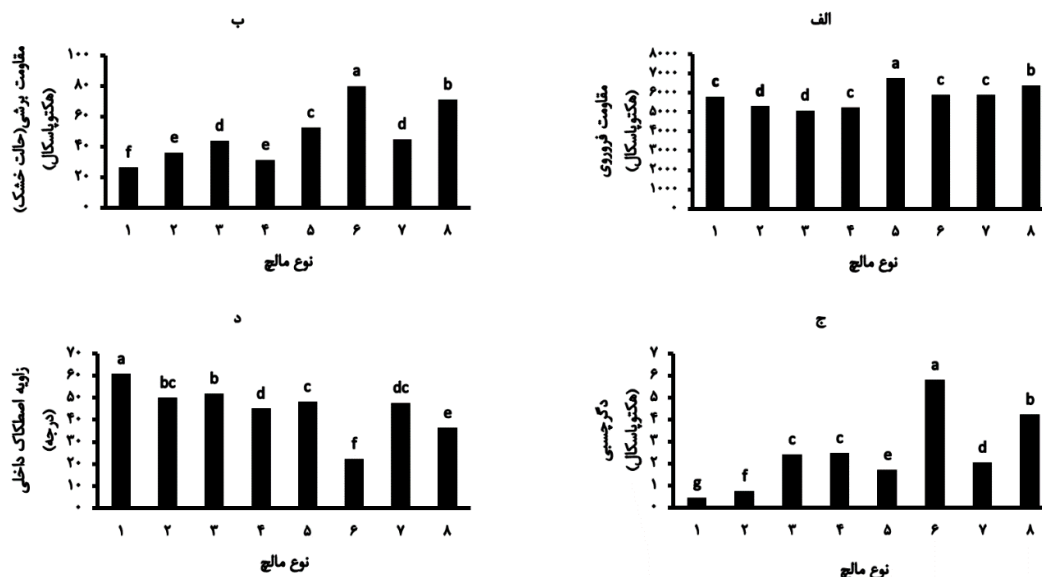 الف
مقاومت فروروی
(هکتوپاسکال)
۸۰۰۰
۷۰۰۰
۶۰۰۰
۵۰۰۰
۴۰۰۰
۳۰۰۰
۲۰۰۰
۱۰۰۰
۰
c d d c a c c b
۱ ۲ ۳ ۴ ۵ ۶ ۷ ۸
نوع مالچ
ب
مقاومت برشی(حالت خشک)
(هکتوپاسکال)
۱۰۰
۸۰
۶۰
۴۰
۲۰
۰
f e d e c a d b
۱ ۲ ۳ ۴ ۵ ۶ ۷ ۸
نوع مالچ
ج
دگرچسبی
(هکتوپاسکال)
۷
۶
۵
۴
۳
۲
۱
۰
g f c c e a d b
۱ ۲ ۳ ۴ ۵ ۶ ۷ ۸
نوع مالچ
د
زاویه اصطکاک داخلی
(درجه)
۷۰
۶۰
۵۰
۴۰
۳۰
۲۰
۱۰
۰
a bc b d c f dc e
۱ ۲ ۳ ۴ ۵ ۶ ۷ ۸
نوع مالچ